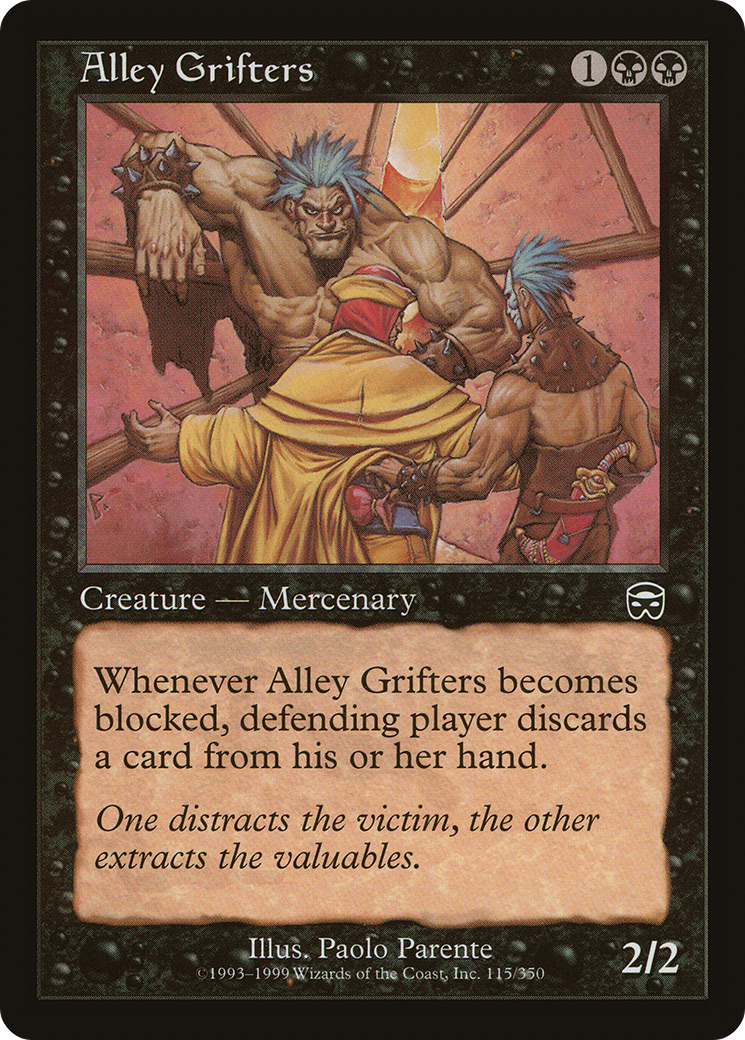 Alley Grifters
1
Creature — Mercenary
Whenever Alley Grifters becomes
blocked, defending player discards
a card from his or her hand.
One distracts the victim, the other
extracts the valuables.
P.
Illus. Paolo Parente
©1993–1999 Wizards of the Coast, Inc. 115/350
2/2